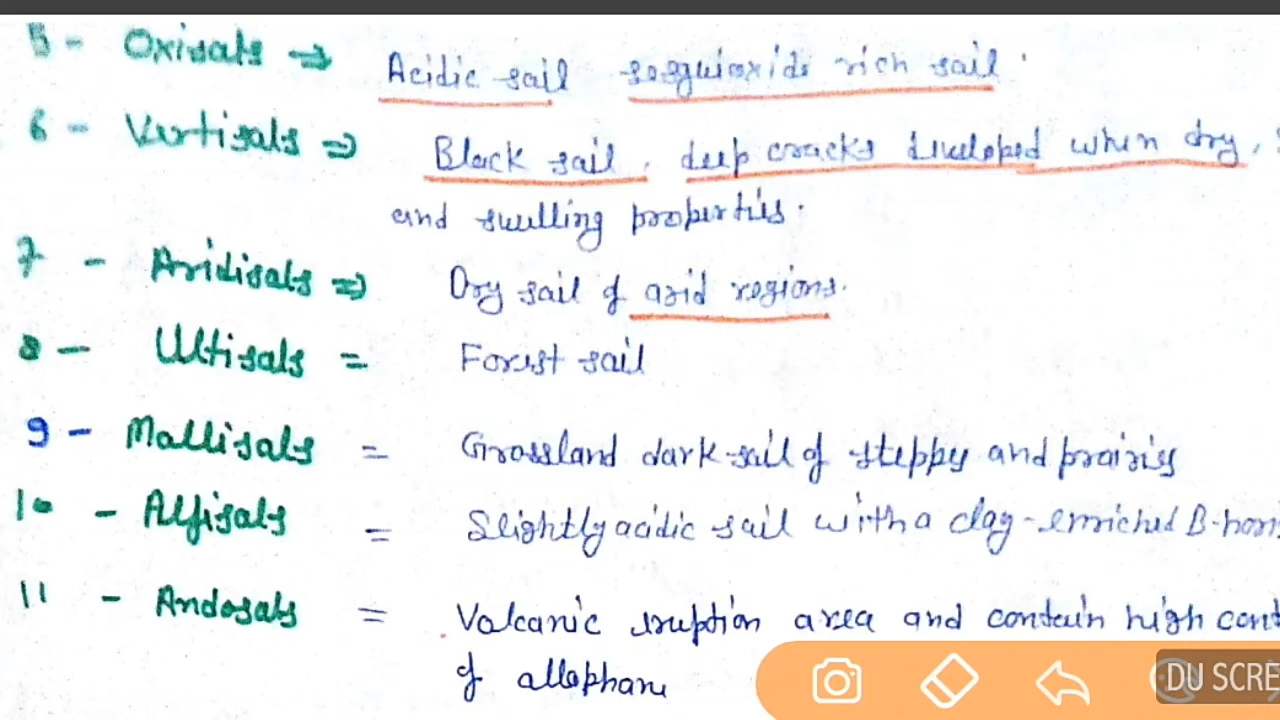 5 - Oxisols ⇒ Acidic soil sesquioxide rich soil.
6 - Vertisols ⇒ Black soil, deep cracks developed when dry,
and swelling properties.
7 - Aridisols ⇒ Dry soil of arid regions.
8 - Ultisols = Forest soil
9 - Mollisols = Grassland dark soil of steppy and prairies
10 - Alfisols = Slightly acidic soil with a clay-enriched B-hori
11 - Andosols = Volcanic eruption area and contain high cont
of allophane
DU SCRE